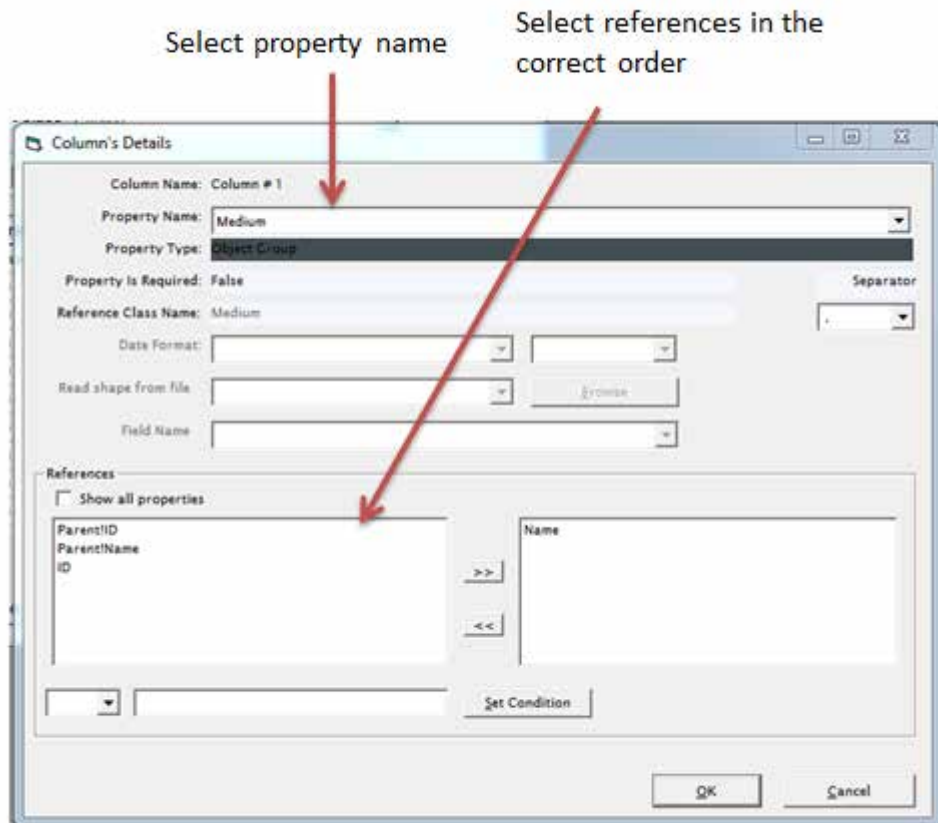 Select property name
Select references in the
correct order
Column's Details
Column Name: Column # 1
Property Name: Medium
Property Type: Object Group
Property Is Required: False
Separator
Reference Class Name: Medium
Date Format:
Read shape from file
Browse
Field Name
References
Show all properties
Parent!ID
Parent!Name
ID
Name
>>
<<
Set Condition
OK
Cancel